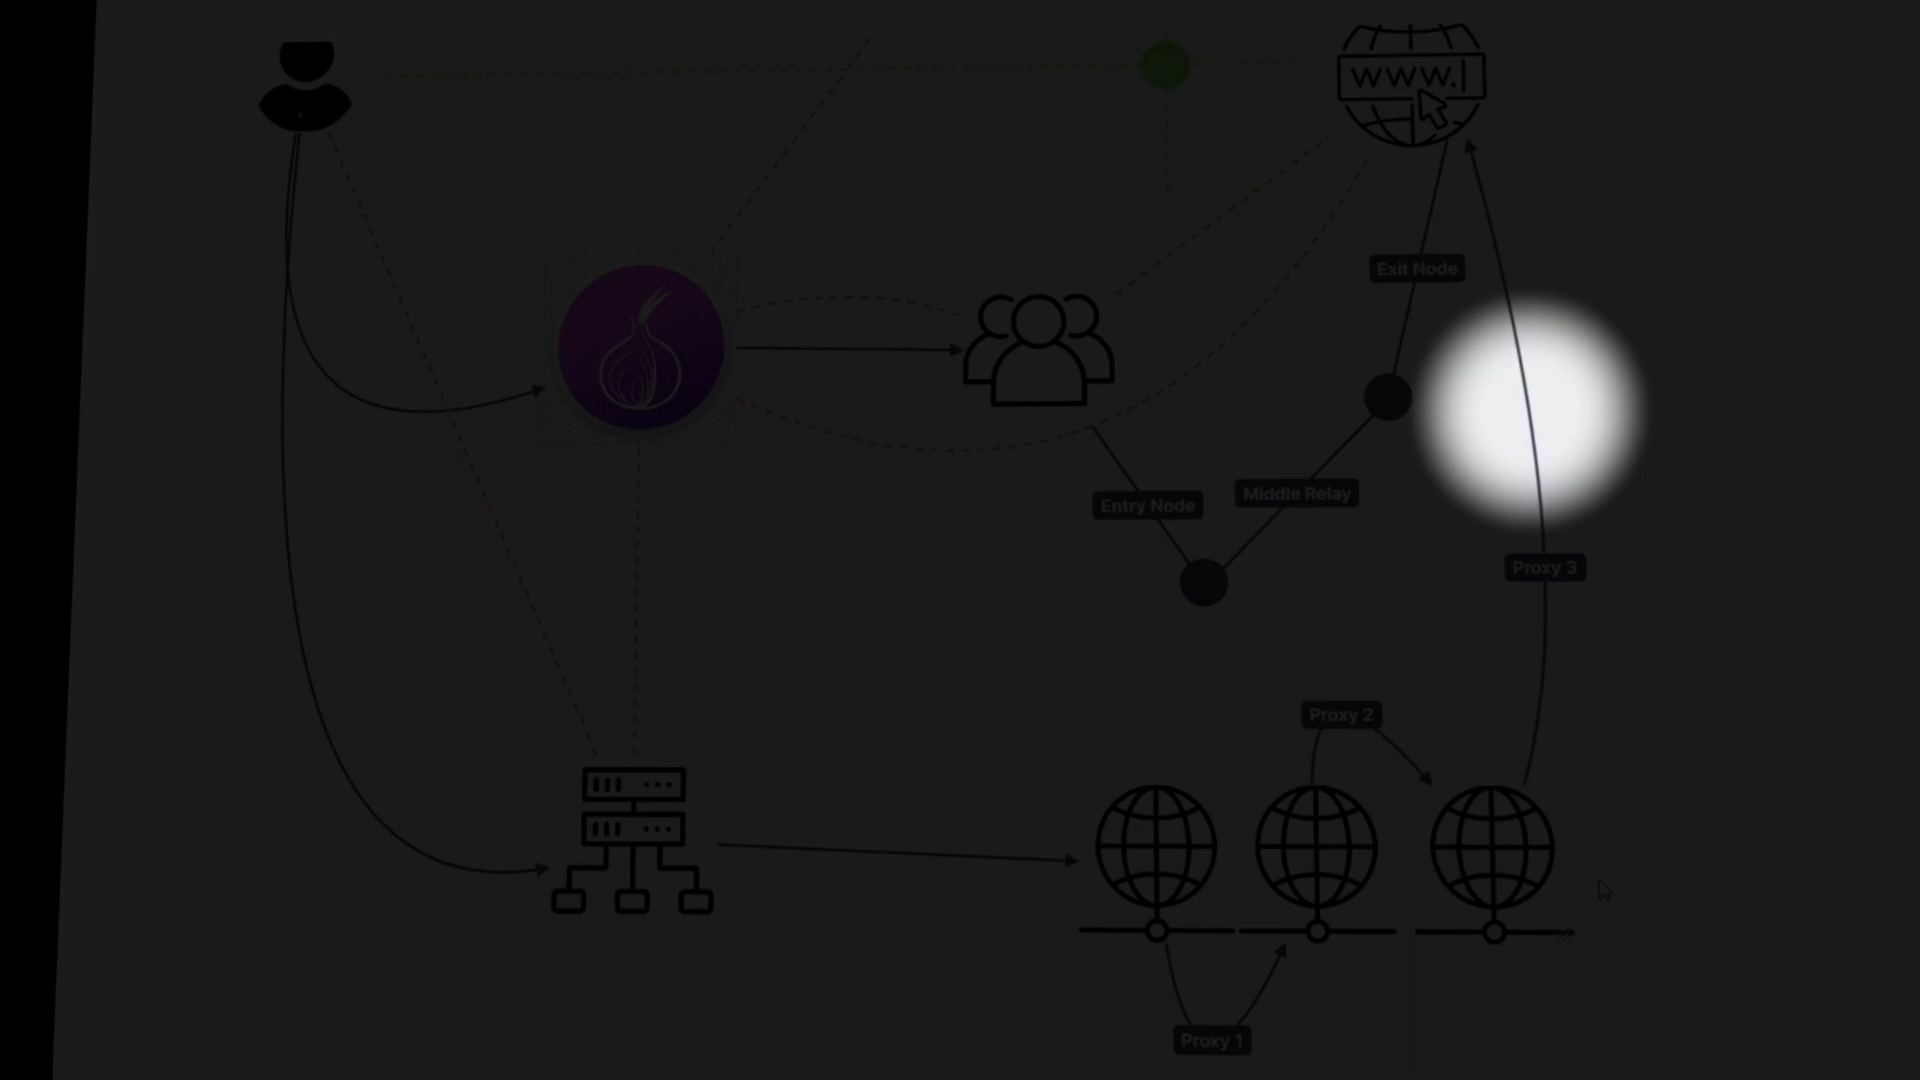 www.
Exit Node
Middle Relay
Entry Node
Proxy 3
Proxy 2
Proxy 1